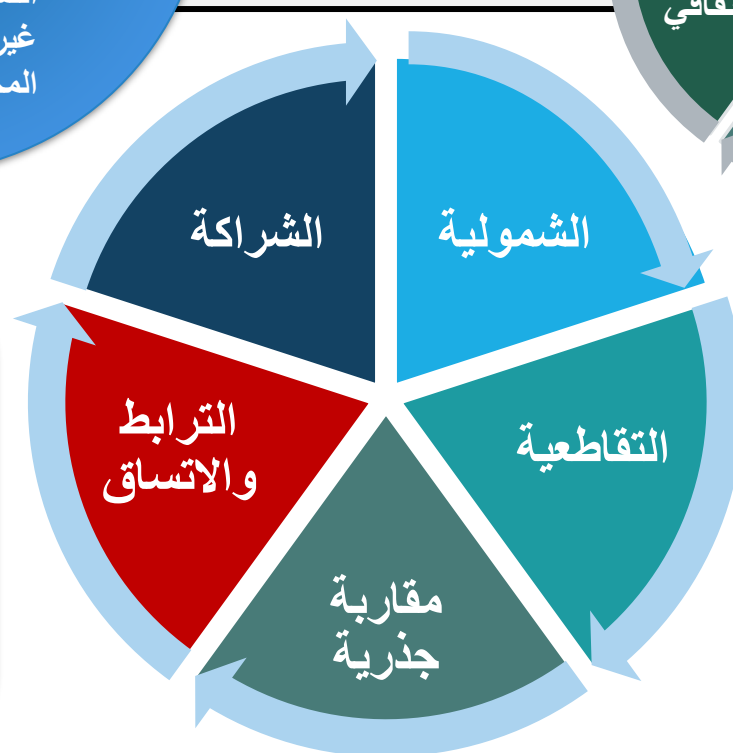 غير
الشمولية
التقاطعية
مقاربة
جذرية
الترابط
والاتساق
الشراكة